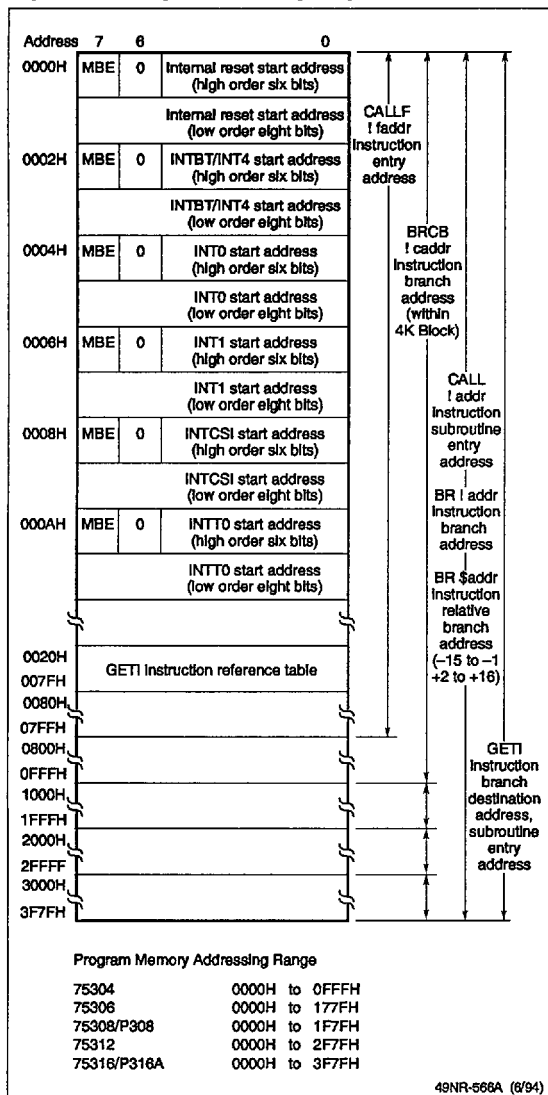 Address 7 6 0
0000H MBE 0 Internal reset start address
(high order six bits)
Internal reset start address
(low order eight bits)
0002H MBE 0 INTBT/INT4 start address
(high order six bits)
INTBT/INT4 start address
(low order eight bits)
0004H MBE 0 INT0 start address
(high order six bits)
INT0 start address
(low order eight bits)
0006H MBE 0 INT1 start address
(high order six bits)
INT1 start address
(low order eight bits)
0008H MBE 0 INTCSI start address
(high order six bits)
INTCSI start address
(low order eight bits)
000AH MBE 0 INTT0 start address
(high order six bits)
INTT0 start address
(low order eight bits)
0020H
GETI instruction reference table
007FH
0080H
07FFH
0800H
0FFFH
1000H
1FFFH
2000H
2FFFF
3000H
3F7FH
CALLF
! faddr
instruction
entry
address
BRCB
! caddr
instruction
branch
address
(within
4K Block)
CALL
! addr
instruction
subroutine
entry
address
BR ! addr
instruction
branch
address
BR $addr
instruction
relative
branch
address
(–15 to –1
+2 to +16)
GETI
instruction
branch
destination
address,
subroutine
entry
address
Program Memory Addressing Range
75304 0000H to 0FFFH
75306 0000H to 177FH
75308/P308 0000H to 1F7FH
75312 0000H to 2F7FH
75316/P316A 0000H to 3F7FH
49NR-566A (6/94)